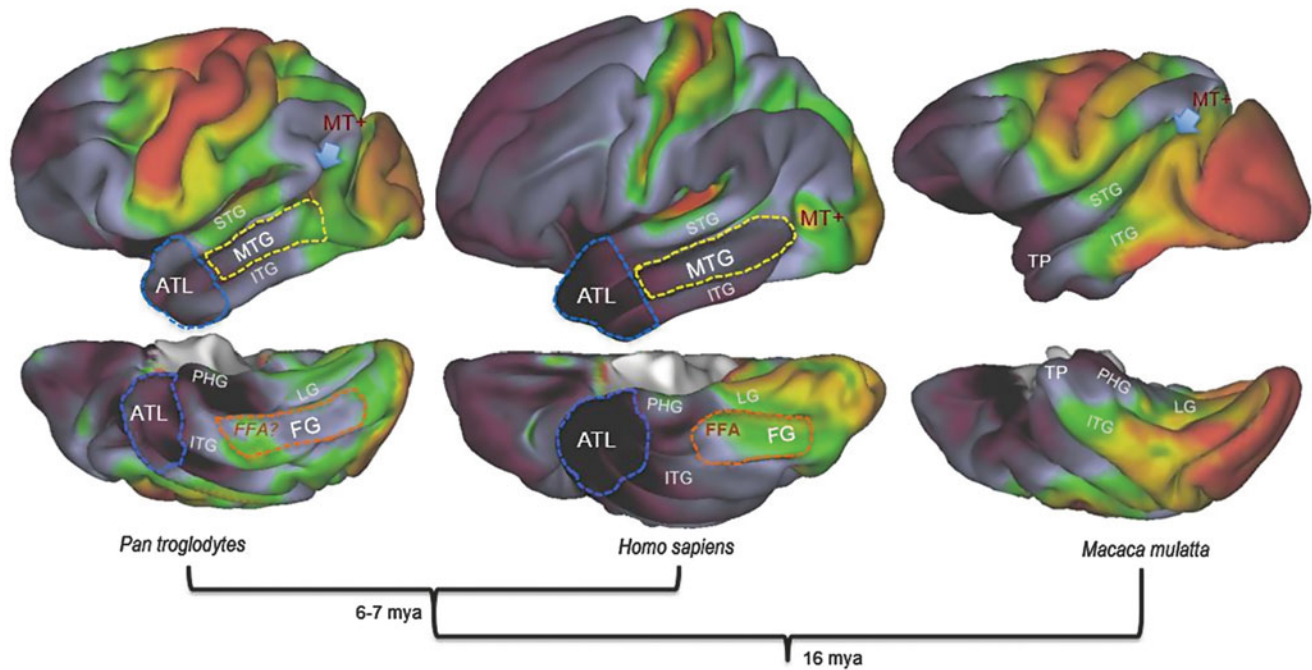 MT+
STG
MTG
ITG
ATL
MT+
STG
MTG
ITG
ATL
MT+
STG
ITG
TP
PHG
LG
ATL
FFA? FG
ITG
PHG
LG
ATL
FFA FG
ITG
TP
PHG
LG
ITG
Pan troglodytes
Homo sapiens
Macaca mulatta
6-7 mya
16 mya